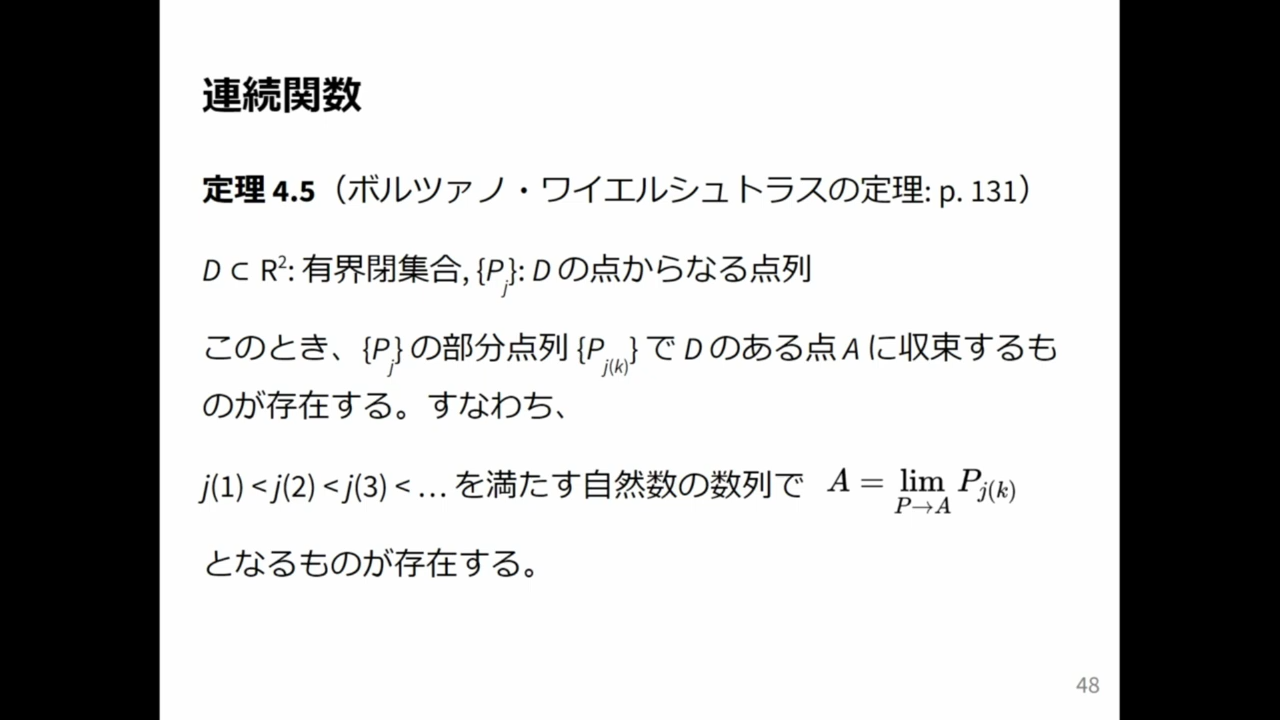 連続関数
定理 4.5（ボルツァノ・ワイエルシュトラスの定理: p. 131）
D ⊂ R²: 有界閉集合, {P_j}: D の点からなる点列
このとき、{P_j} の部分点列 {P_j(k)} で D のある点 A に収束するも
のが存在する。すなわち、
j(1) < j(2) < j(3) < … を満たす自然数の数列で A = lim_{P→A} P_{j(k)}
となるものが存在する。
48